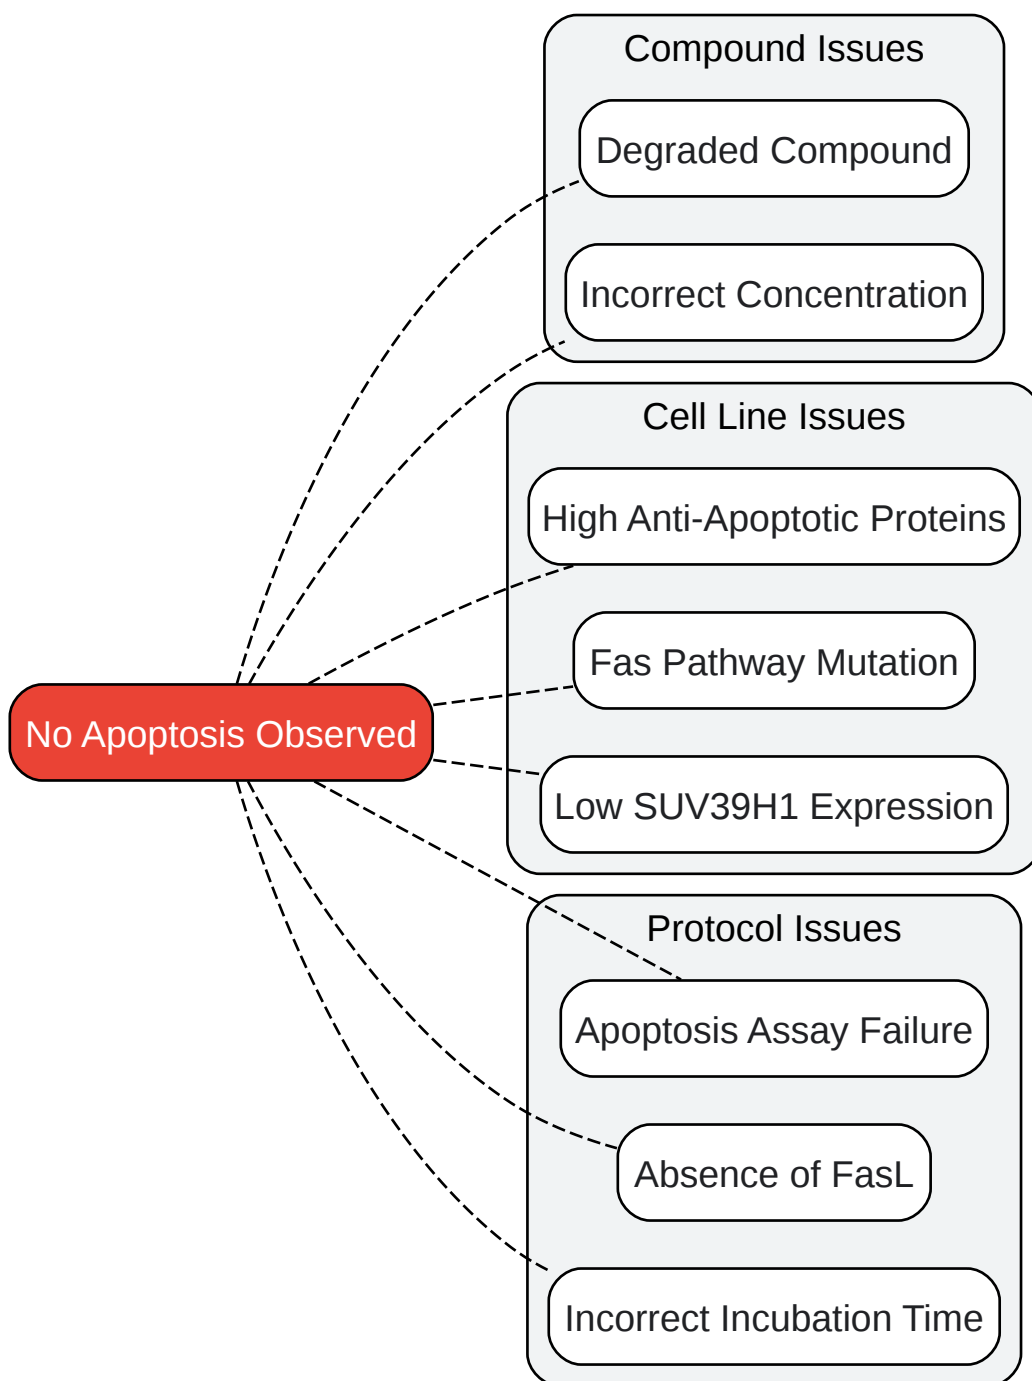 Compound Issues
Degraded Compound
Incorrect Concentration
Cell Line Issues
High Anti-Apoptotic Proteins
Fas Pathway Mutation
No Apoptosis Observed
Low SUV39H1 Expression
Protocol Issues
Apoptosis Assay Failure
Absence of FasL
Incorrect Incubation Time